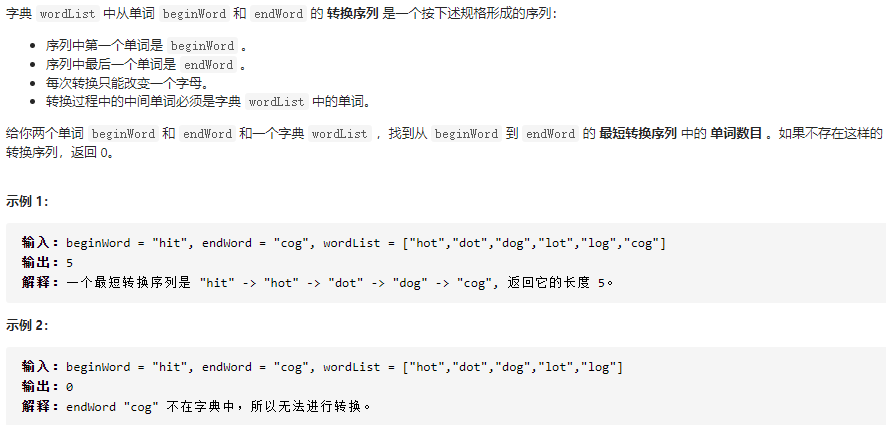 字典 wordList 中从单词 beginWord 和 endWord 的 转换序列 是一个按下述规格形成的序列：
• 序列中第一个单词是 beginWord 。
• 序列中最后一个单词是 endWord 。
• 每次转换只能改变一个字母。
• 转换过程中的中间单词必须是字典 wordList 中的单词。
给你两个单词 beginWord 和 endWord 和一个字典 wordList ，找到从 beginWord 到 endWord 的 最短转换序列 中的 单词数目 。如果不存在这样的
转换序列，返回 0。
示例 1：
输入：beginWord = "hit", endWord = "cog", wordList = ["hot","dot","dog","lot","log","cog"]
输出：5
解释：一个最短转换序列是 "hit" -> "hot" -> "dot" -> "dog" -> "cog", 返回它的长度 5。
示例 2：
输入：beginWord = "hit", endWord = "cog", wordList = ["hot","dot","dog","lot","log"]
输出：0
解释：endWord "cog" 不在字典中，所以无法进行转换。